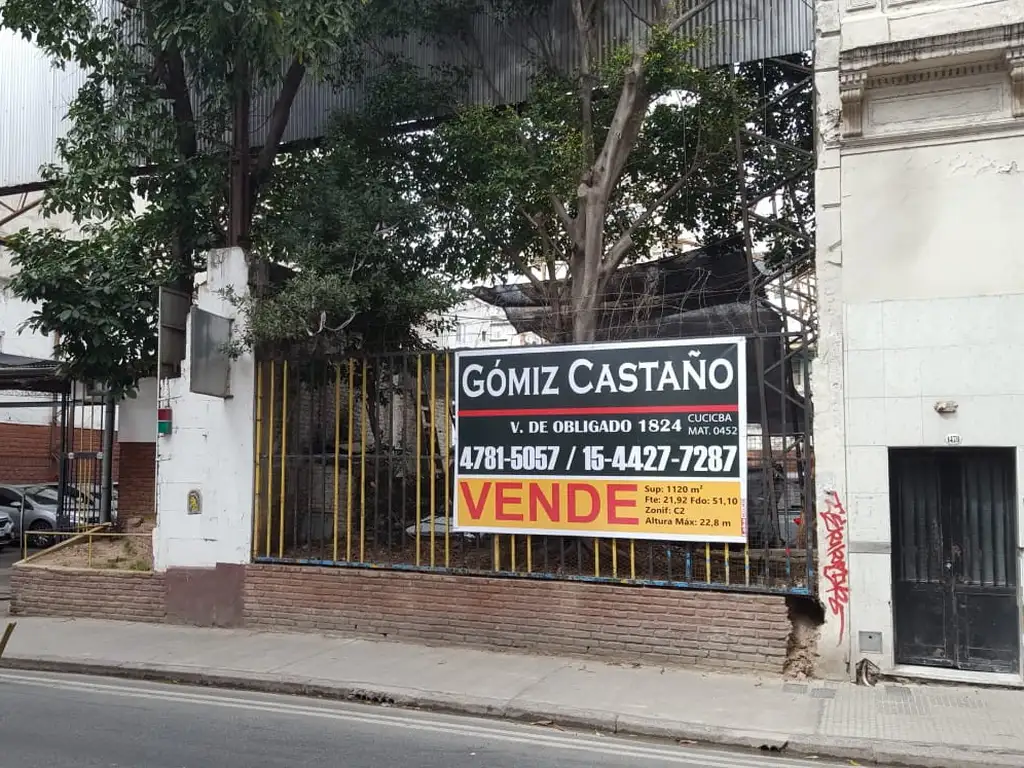 GÓMIZ CASTAÑO
V. DE OBLIGADO 1824
CUCICBA
MAT. 0452
4781-5057 / 15-4427-7287
VENDE
Sup: 1120 m²
Fte: 21,92 Fdo: 51,10
Zonif: C2
Altura Máx: 22,8 m